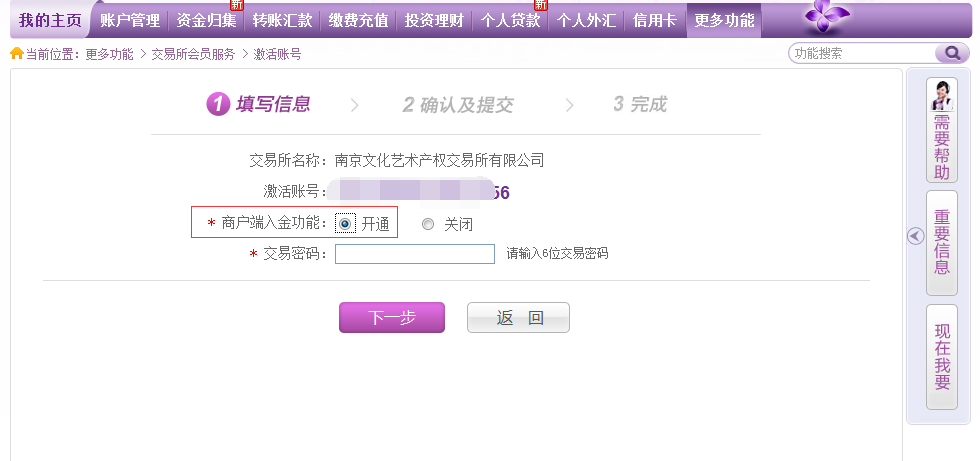 我的主页 账户管理 资金归集 新 转账汇款 缴费充值 投资理财 个人贷款 新 个人外汇 信用卡 更多功能
当前位置：更多功能 > 交易所会员服务 > 激活账号
功能搜索
1 填写信息 > 2 确认及提交 > 3 完成
交易所名称：南京文化艺术产权交易所有限公司
激活账号： 56
* 商户端入金功能： 开通 关闭
* 交易密码： 请输入6位交易密码
下一步 返 回
需要帮助
重要信息
现在我要